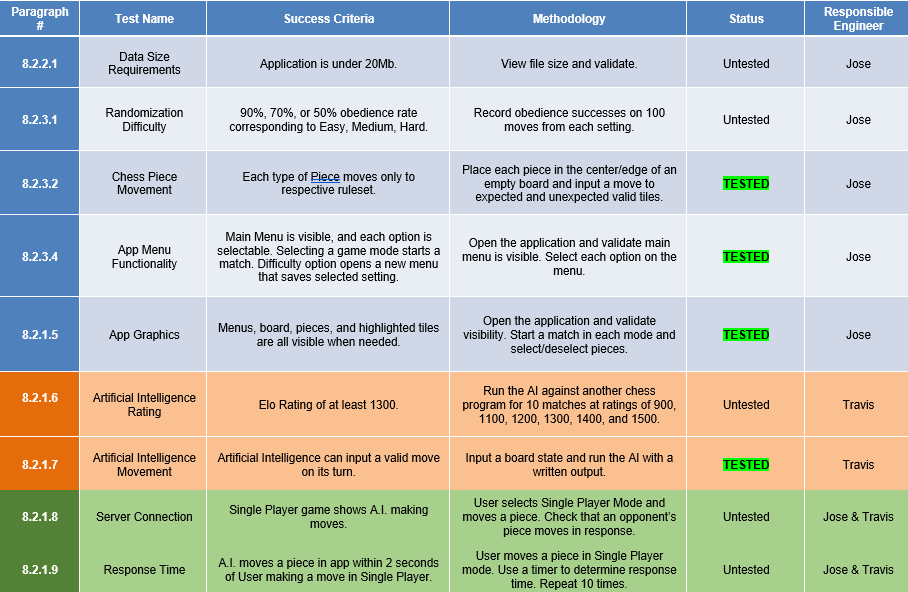 Paragraph
#
Test Name
Success Criteria
Methodology
Status
Responsible
Engineer
8.2.2.1
Data Size
Requirements
Application is under 20Mb.
View file size and validate.
Untested
Jose
8.2.3.1
Randomization
Difficulty
90%, 70%, or 50% obedience rate
corresponding to Easy, Medium, Hard.
Record obedience successes on 100
moves from each setting.
Untested
Jose
8.2.3.2
Chess Piece
Movement
Each type of Piece moves only to
respective ruleset.
Place each piece in the center/edge of an
empty board and input a move to
expected and unexpected valid tiles.
TESTED
Jose
8.2.3.4
App Menu
Functionality
Main Menu is visible, and each option is
selectable. Selecting a game mode starts a
match. Difficulty option opens a new menu
that saves selected setting.
Open the application and validate main
menu is visible. Select each option on the
menu.
TESTED
Jose
8.2.1.5
App Graphics
Menus, board, pieces, and highlighted tiles
are all visible when needed.
Open the application and validate
visibility. Start a match in each mode and
select/deselect pieces.
TESTED
Jose
8.2.1.6
Artificial Intelligence
Rating
Elo Rating of at least 1300.
Run the AI against another chess
program for 10 matches at ratings of 900,
1100, 1200, 1300, 1400, and 1500.
Untested
Travis
8.2.1.7
Artificial Intelligence
Movement
Artificial Intelligence can input a valid move
on its turn.
Input a board state and run the AI with a
written output.
TESTED
Travis
8.2.1.8
Server Connection
Single Player game shows A.I. making
moves.
User selects Single Player Mode and
moves a piece. Check that an opponent's
piece moves in response.
Untested
Jose & Travis
8.2.1.9
Response Time
A.I. moves a piece in app within 2 seconds
of User making a move in Single Player.
User moves a piece in Single Player
mode. Use a timer to determine response
time. Repeat 10 times.
Untested
Jose & Travis